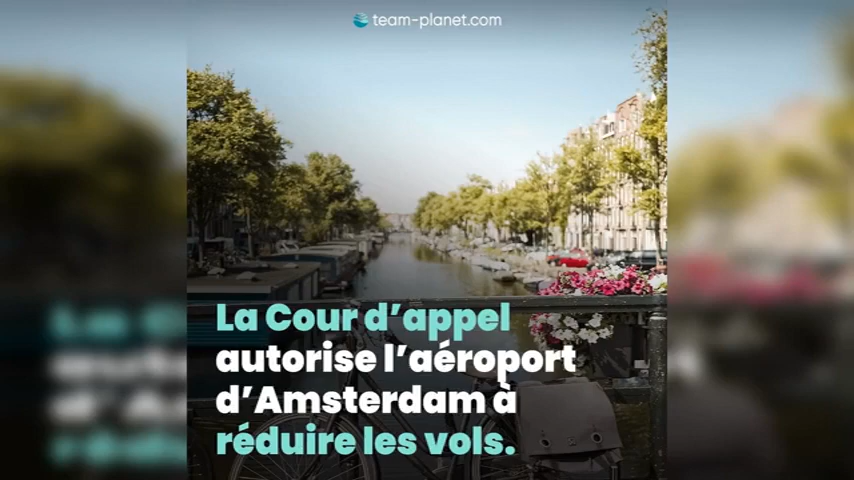 team-planet.com
La Cour d’appel
autorise l’aéroport
d’Amsterdam à
réduire les vols.